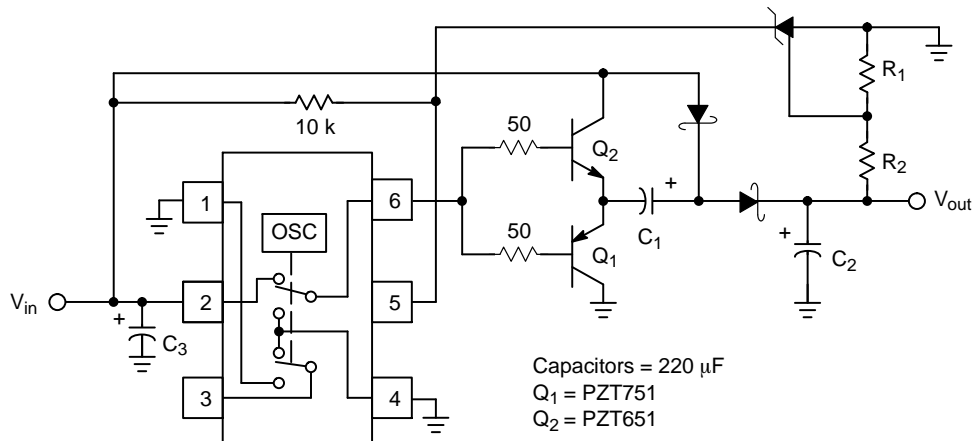 R1
10 k
50
Q2
R2
1
6
Vout
OSC
+
C1
50
+
C2
Q1
Vin
2
5
+
C3
3
4
Capacitors = 220 μF
Q1 = PZT751
Q2 = PZT651